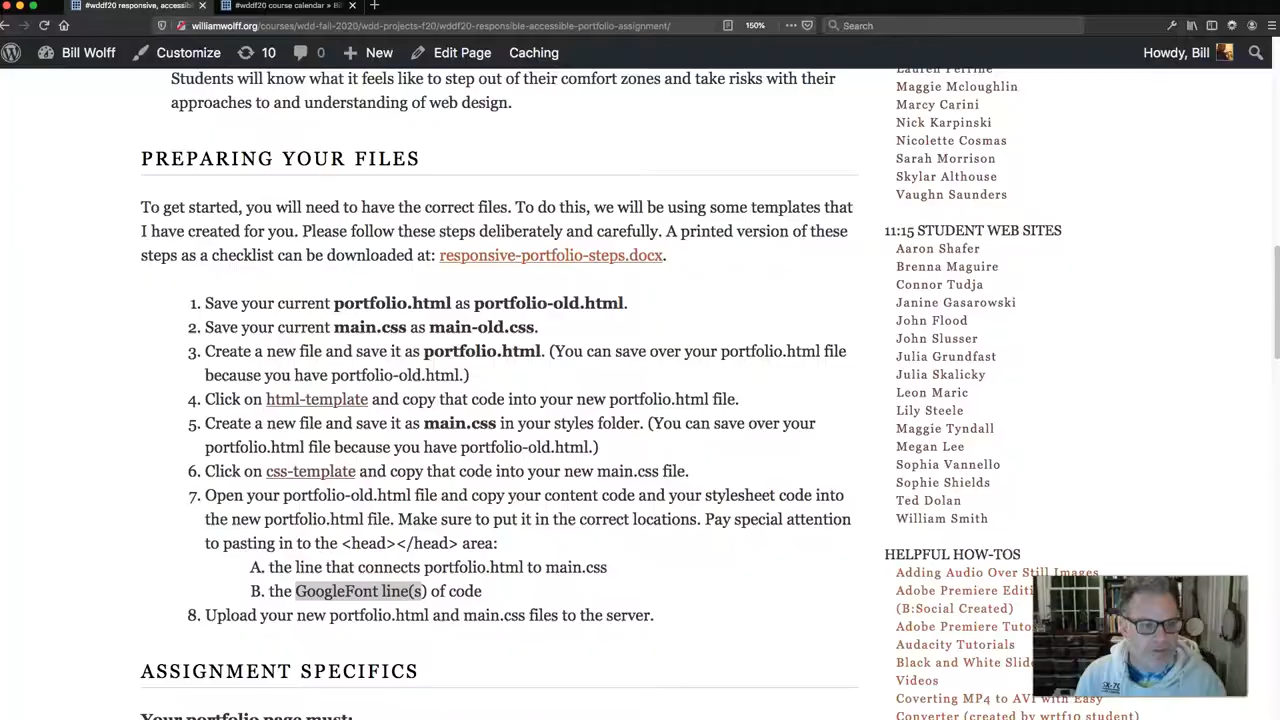 #wddf20 responsive, accessib
#wddf20 course calendar » Bil
williamwolff.org/courses/wdd-fall-2020/wdd-projects-f20/wddf20-responsive-accessible-portfolio-assignment/
150%
Search
Bill Wolff
Customize
10
0
New
Edit Page
Caching
Howdy, Bill
Students will know what it feels like to step out of their comfort zones and take risks with their
approaches to and understanding of web design.
PREPARING YOUR FILES
To get started, you will need to have the correct files. To do this, we will be using some templates that
I have created for you. Please follow these steps deliberately and carefully. A printed version of these
steps as a checklist can be downloaded at: responsive-portfolio-steps.docx.
1. Save your current portfolio.html as portfolio-old.html.
2. Save your current main.css as main-old.css.
3. Create a new file and save it as portfolio.html. (You can save over your portfolio.html file
because you have portfolio-old.html.)
4. Click on html-template and copy that code into your new portfolio.html file.
5. Create a new file and save it as main.css in your styles folder. (You can save over your
portfolio.html file because you have portfolio-old.html.)
6. Click on css-template and copy that code into your new main.css file.
7. Open your portfolio-old.html file and copy your content code and your stylesheet code into
the new portfolio.html file. Make sure to put it in the correct locations. Pay special attention
to pasting in to the <head></head> area:
A. the line that connects portfolio.html to main.css
B. the GoogleFont line(s) of code
8. Upload your new portfolio.html and main.css files to the server.
ASSIGNMENT SPECIFICS
Your portfolio page must:
Lauren Perrine
Maggie Mcloughlin
Marcy Carini
Nick Karpinski
Nicolette Cosmas
Sarah Morrison
Skylar Althouse
Vaughn Saunders
11:15 STUDENT WEB SITES
Aaron Shafer
Brenna Maguire
Connor Tudja
Janine Gasarowski
John Flood
John Slusser
Julia Grundfast
Julia Skalicky
Leon Maric
Lily Steele
Maggie Tyndall
Megan Lee
Sophia Vannello
Sophie Shields
Ted Dolan
William Smith
HELPFUL HOW-TOS
Adding Audio Over Still Images
Adobe Premiere Edi
(B:Social Created)
Adobe Premiere Tuto
Audacity Tutorials
Black and White Slide
Videos
Coverting MP4 to AVI with Easy
Converter (created by wrtf10 student)